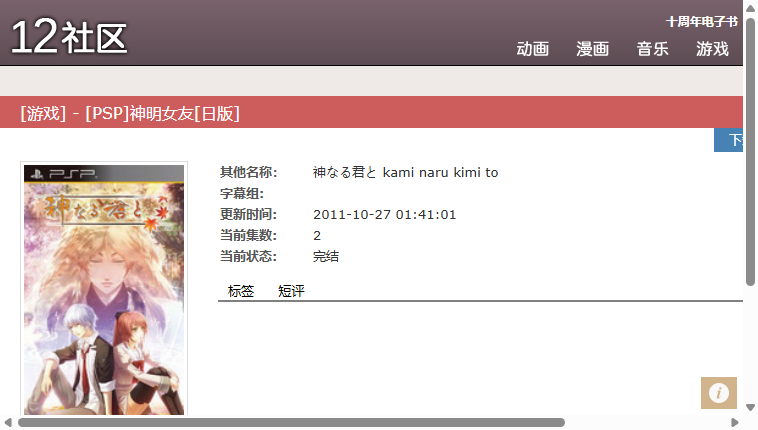 12社区
十周年电子书
动画 漫画 音乐 游戏
[游戏] - [PSP]神明女友[日版]
其他名称: 神なる君と kami naru kimi to
字幕组:
更新时间: 2011-10-27 01:41:01
当前集数: 2
当前状态: 完结
标签 短评
PSP
神なる君と
i